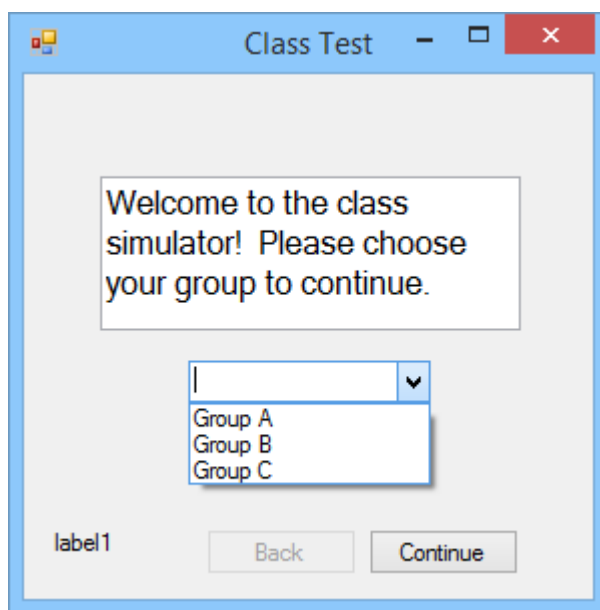 Class Test
Welcome to the class
simulator!  Please choose
your group to continue.
Group A
Group B
Group C
label1
Back
Continue